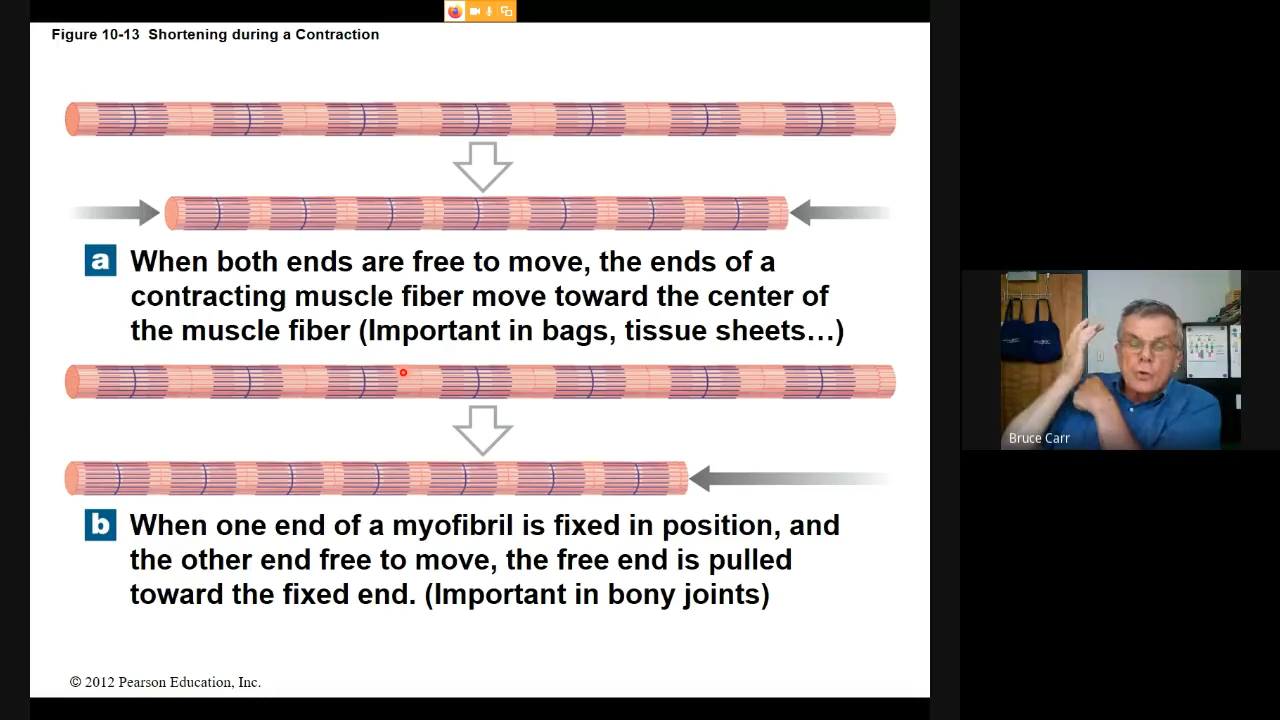 Figure 10-13 Shortening during a Contraction
a When both ends are free to move, the ends of a
contracting muscle fiber move toward the center of
the muscle fiber (Important in bags, tissue sheets…)
b When one end of a myofibril is fixed in position, and
the other end free to move, the free end is pulled
toward the fixed end. (Important in bony joints)
© 2012 Pearson Education, Inc.
Bruce Carr